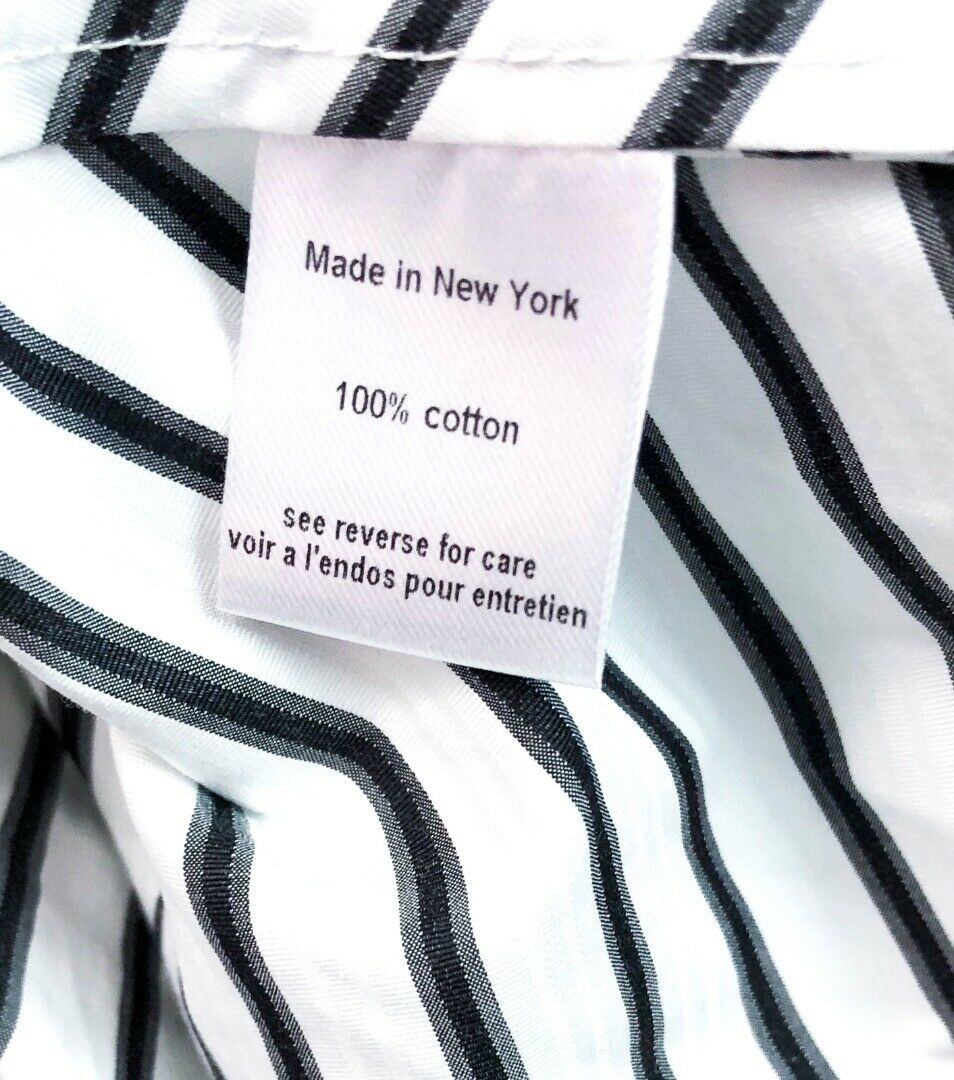 Made in New York
100% cotton
see reverse for care
voir a l'endos pour entretien